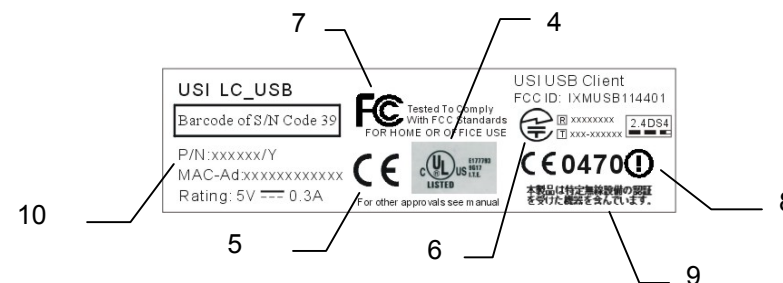 7
4
USI LC_USB
Barcode of S/N Code 39
P/N:xxxxxx/Y
MAC-Ad:xxxxxxxxxxxx
Rating: 5V 0.3A
FC
Tested To Comply
With FCC Standards
FOR HOME OR OFFICE USE
CE
C UL US
®
LISTED
E177793
I.T.E.
For other approvals see manual
USI USB Client
FCC ID: IXMUSB114401
R xxxxxxxx
T xxx-xxxxxx
2.4DS4
CE0470
本製品は特定無線設備の認証
を受けた機器を含んでいます。
10
5
6
8
9